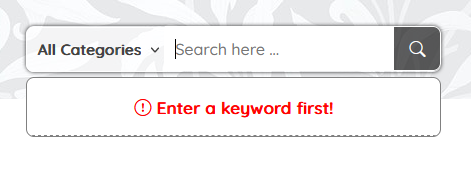 All Categories Search here ...
Enter a keyword first!